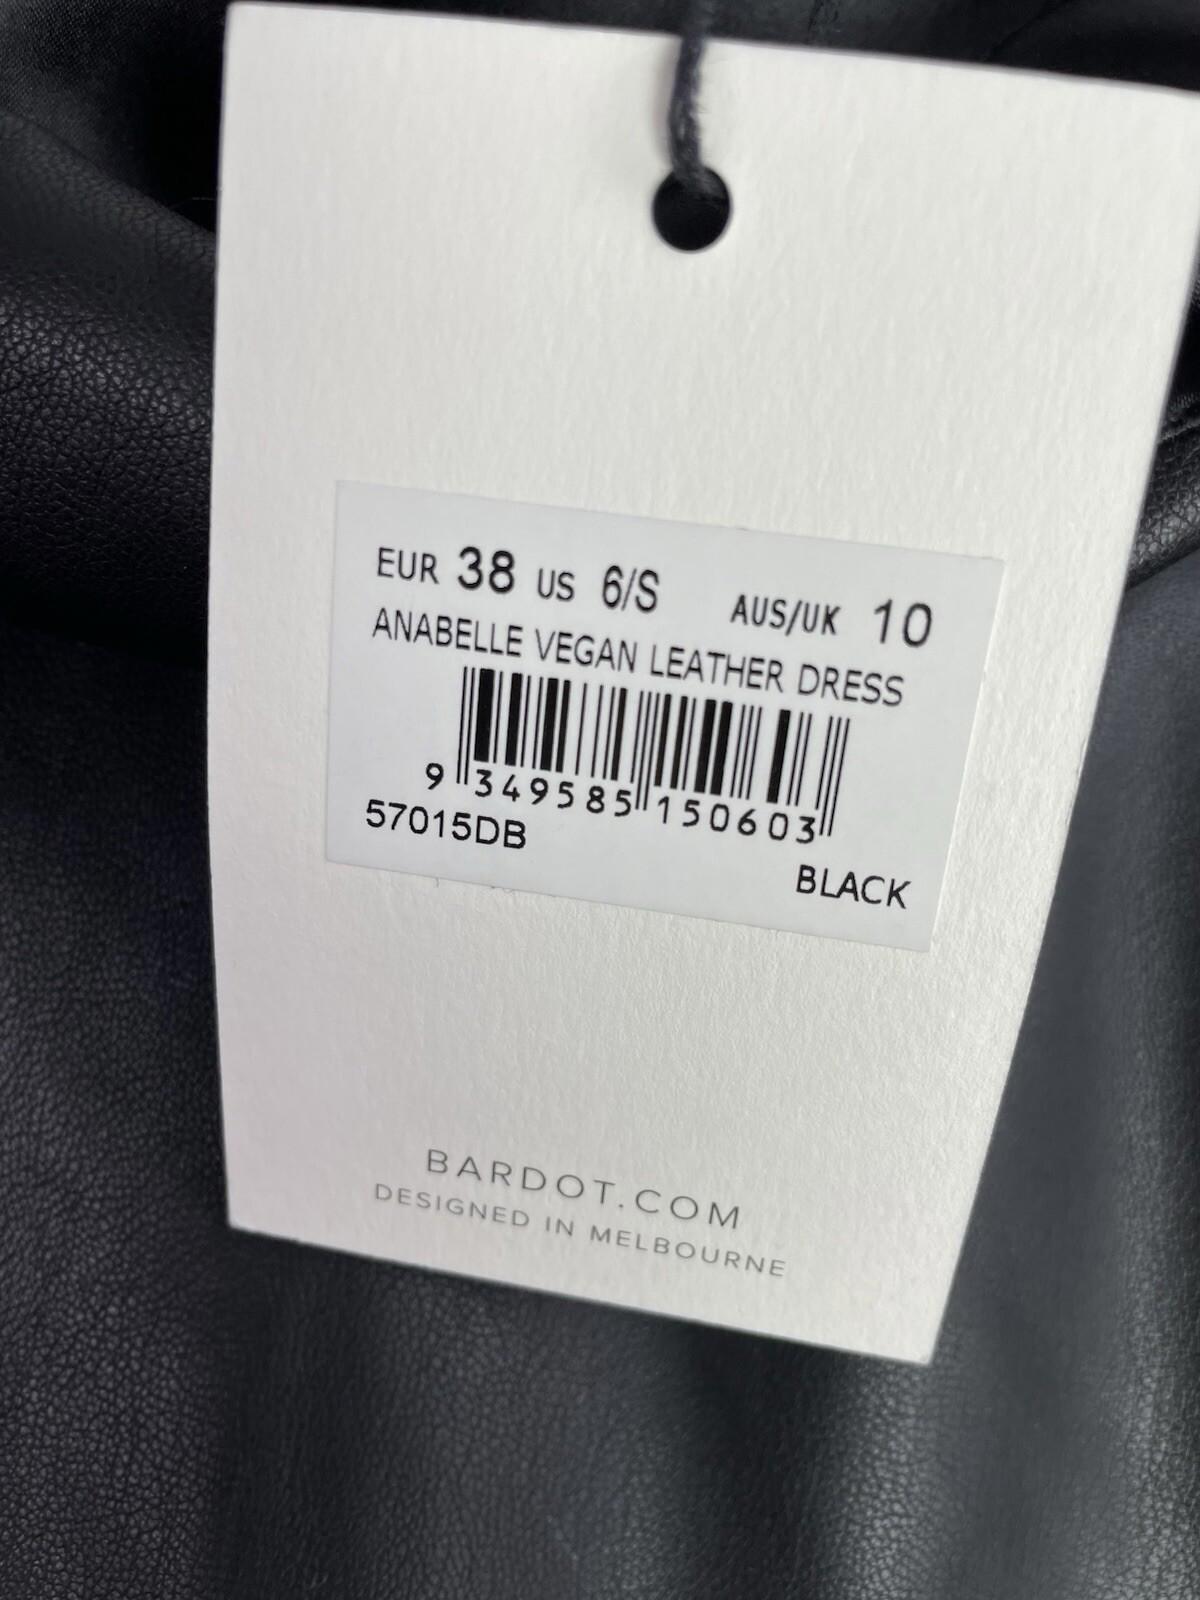 EUR 38 US 6/S AUS/UK 10
ANABELLE VEGAN LEATHER DRESS
9 349585 150603
57015DB
BLACK
BARDOT.COM
DESIGNED IN MELBOURNE